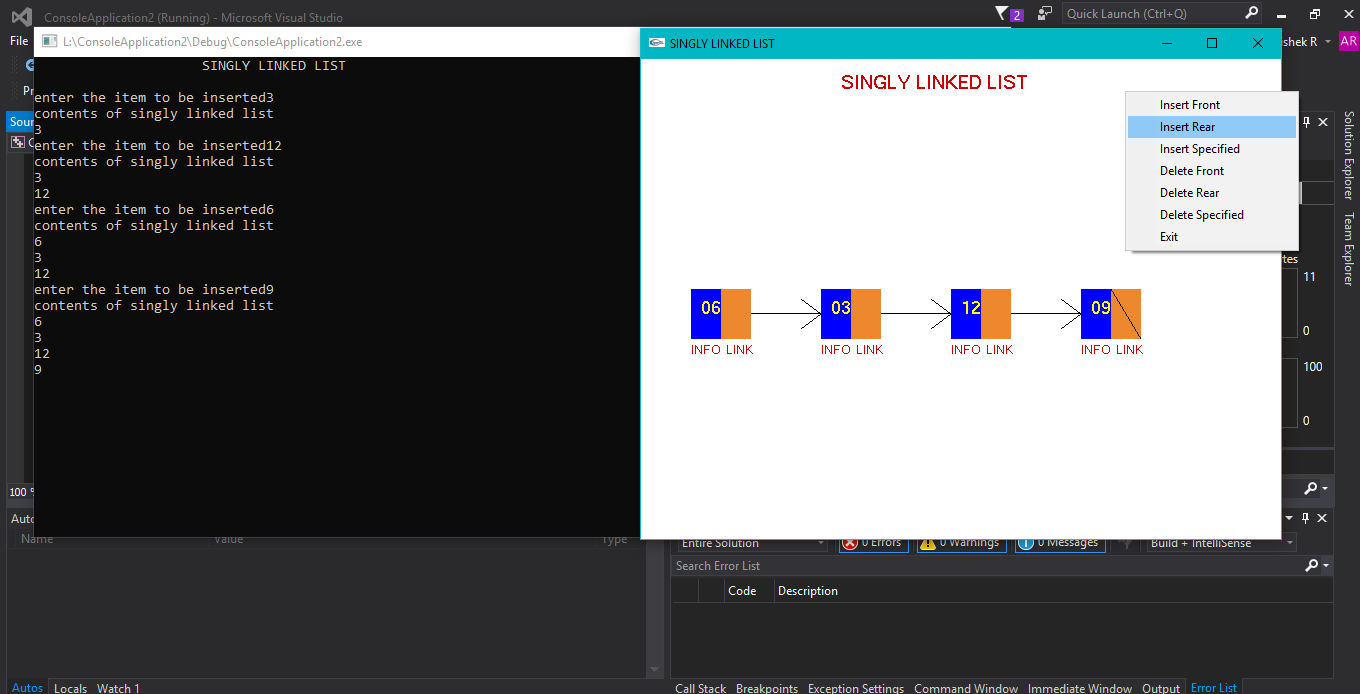 ConsoleApplication2 (Running) - Microsoft Visual Studio
2
Quick Launch (Ctrl+Q)
File
shek R
AR
L:\ConsoleApplication2\Debug\ConsoleApplication2.exe
SINGLY LINKED LIST
enter the item to be inserted3
contents of singly linked list
3
enter the item to be inserted12
contents of singly linked list
3
12
enter the item to be inserted6
contents of singly linked list
6
3
12
enter the item to be inserted9
contents of singly linked list
6
3
12
9
SINGLY LINKED LIST
SINGLY LINKED LIST
Insert Front
Insert Rear
Insert Specified
Delete Front
Delete Rear
Delete Specified
Exit
06 03 12 09
INFO LINK INFO LINK INFO LINK INFO LINK
Solution Explorer
Team Explorer
11
0
100
0
100 %
Name Value Type
Entire Solution 0 Errors 0 Warnings 0 Messages Build + IntelliSense
Search Error List
Code Description
Autos Locals Watch 1
Call Stack Breakpoints Exception Settings Command Window Immediate Window Output Error List